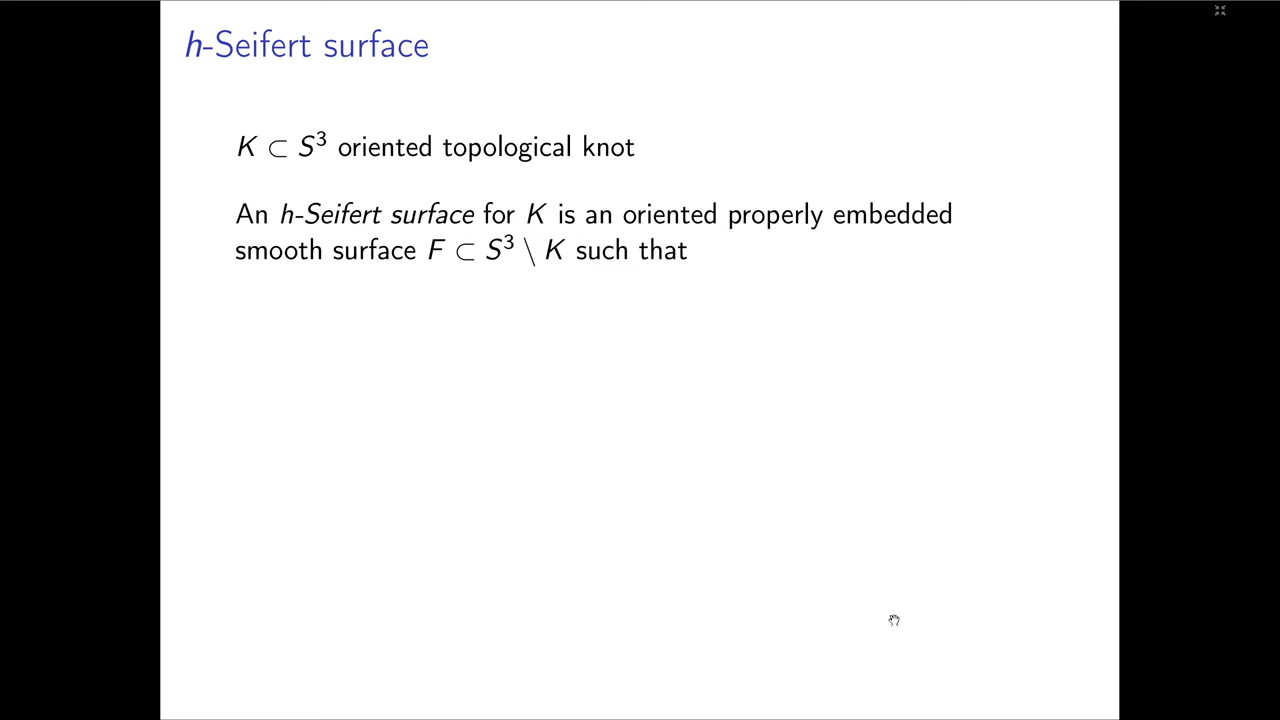 h-Seifert surface
K ⊂ S³ oriented topological knot
An h-Seifert surface for K is an oriented properly embedded
smooth surface F ⊂ S³ \ K such that